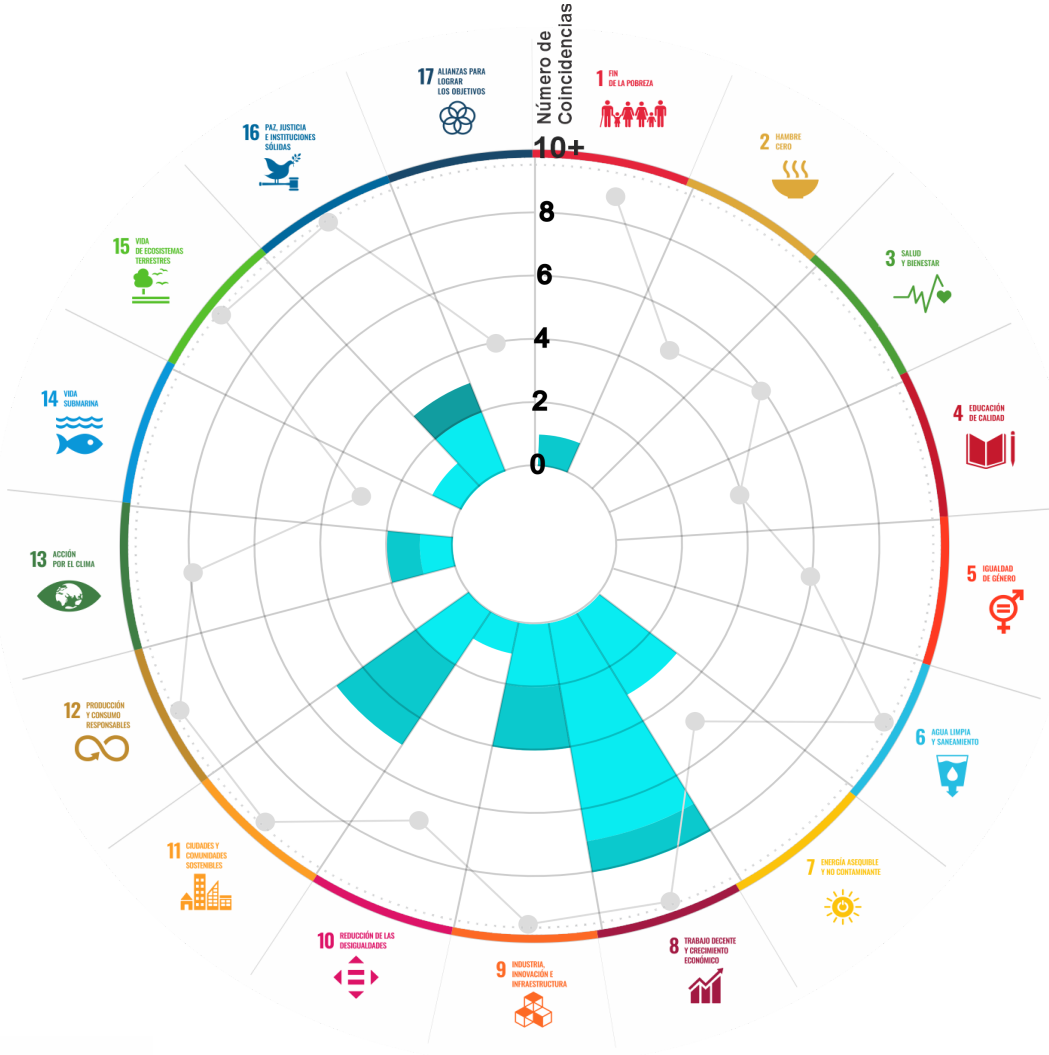 Número de
Coincidencias
10+
8
6
4
2
0
1 FIN
DE LA POBREZA
2 HAMBRE
CERO
3 SALUD
Y BIENESTAR
4 EDUCACIÓN
DE CALIDAD
5 IGUALDAD
DE GÉNERO
6 AGUA LIMPIA
Y SANEAMIENTO
7 ENERGÍA ASEQUIBLE
Y NO CONTAMINANTE
8 TRABAJO DECENTE
Y CRECIMIENTO
ECONÓMICO
9 INDUSTRIA,
INNOVACIÓN E
INFRAESTRUCTURA
10 REDUCCIÓN DE LAS
DESIGUALDADES
11 CIUDADES Y
COMUNIDADES
SOSTENIBLES
12 PRODUCCIÓN
Y CONSUMO
RESPONSABLES
13 ACCIÓN
POR EL CLIMA
14 VIDA
SUBMARINA
15 VIDA
DE ECOSISTEMAS
TERRESTRES
16 PAZ, JUSTICIA
E INSTITUCIONES
SÓLIDAS
17 ALIANZAS PARA
LOGRAR
LOS OBJETIVOS